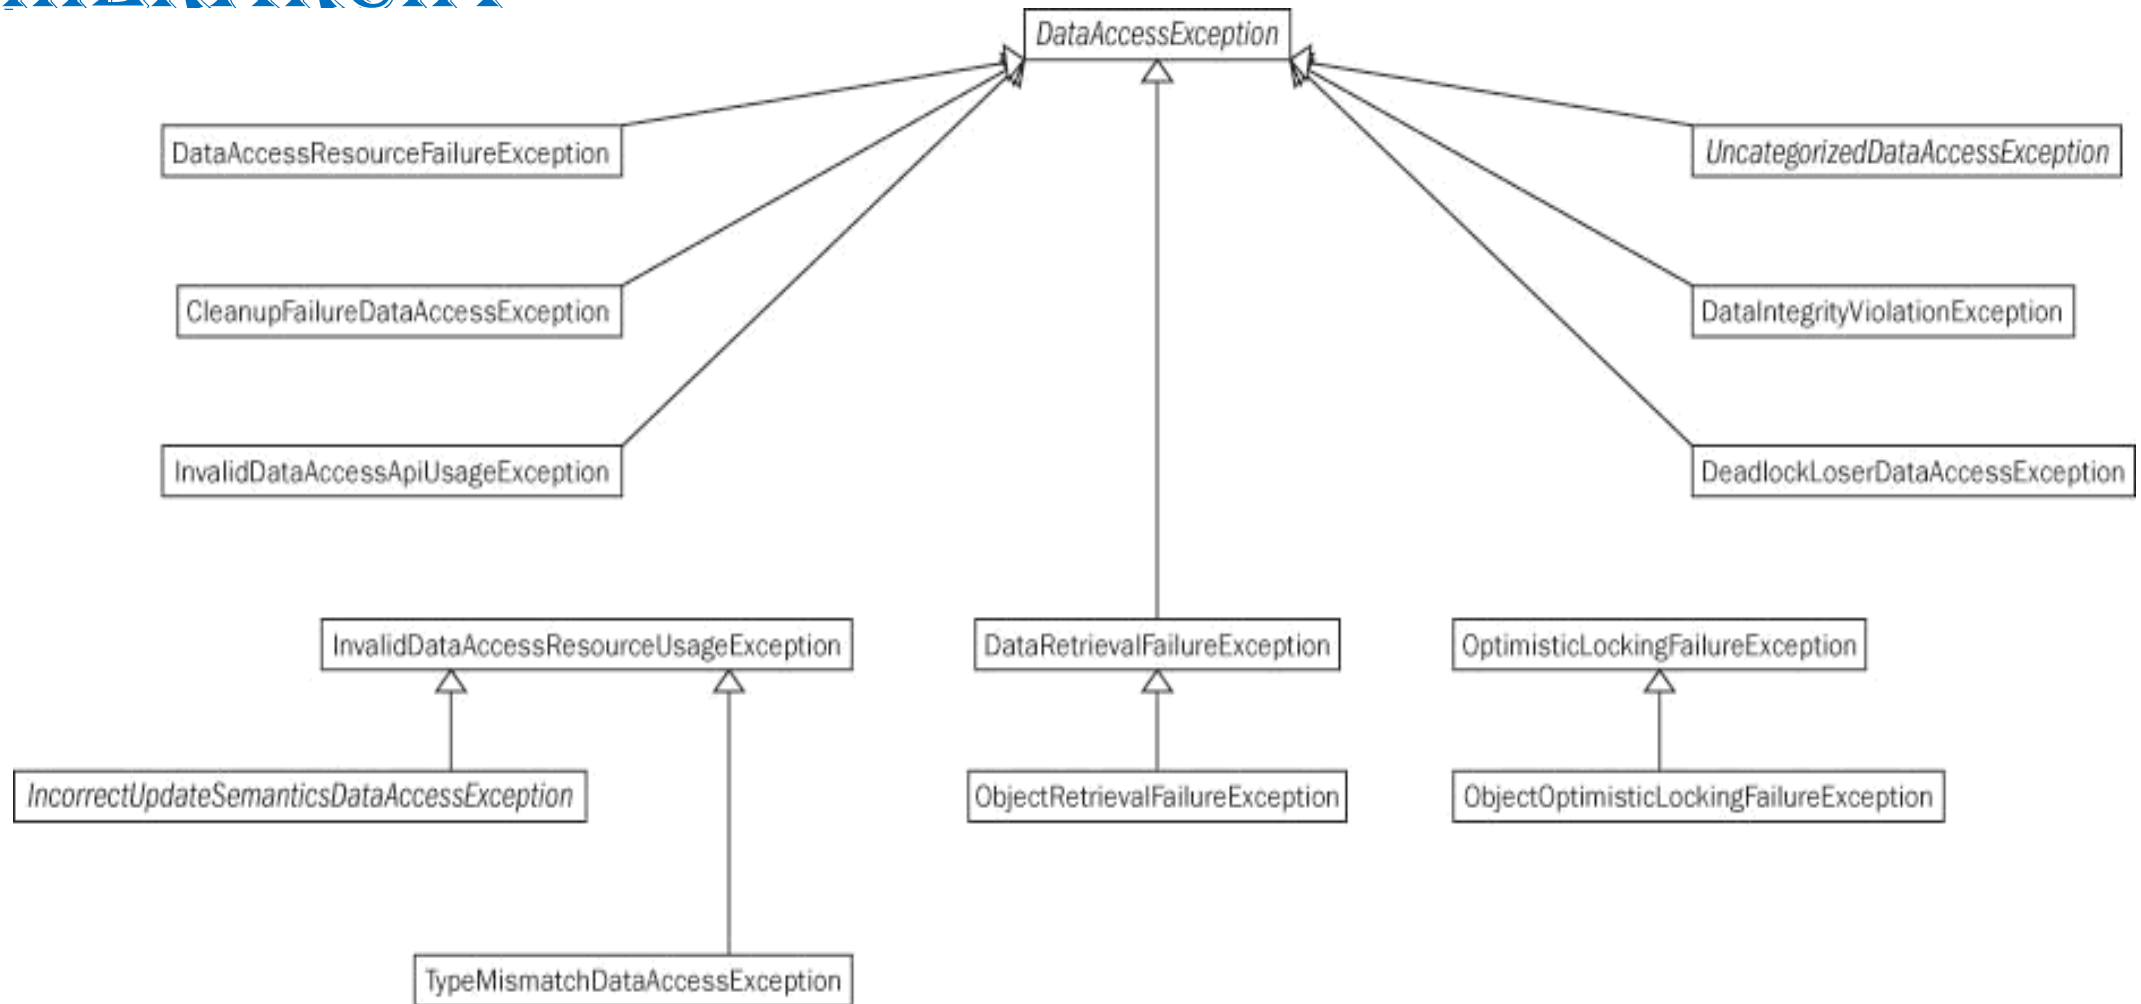 DataAccessException
DataAccessResourceFailureException
UncategorizedDataAccessException
CleanupFailureDataAccessException
DataIntegrityViolationException
InvalidDataAccessApiUsageException
DeadlockLoserDataAccessException
InvalidDataAccessResourceUsageException
DataRetrievalFailureException
OptimisticLockingFailureException
IncorrectUpdateSemanticsDataAccessException
ObjectRetrievalFailureException
ObjectOptimisticLockingFailureException
TypeMismatchDataAccessException